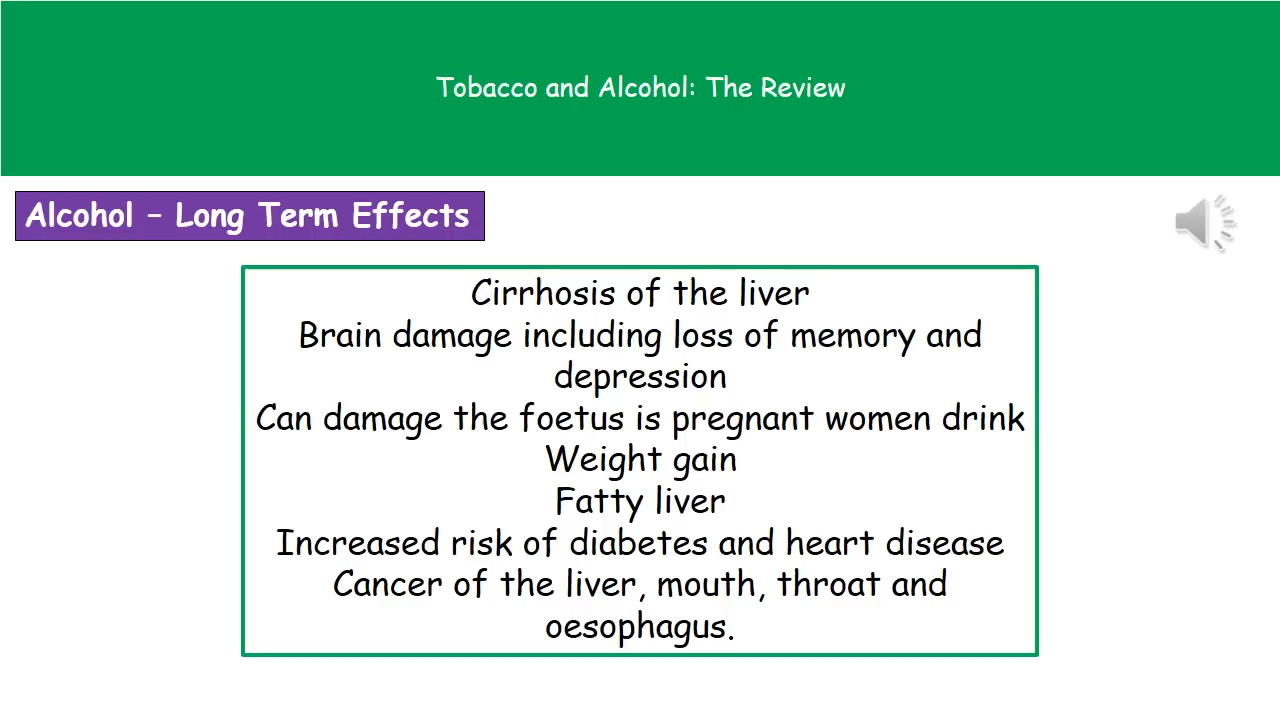 Tobacco and Alcohol: The Review
Alcohol – Long Term Effects
Cirrhosis of the liver
Brain damage including loss of memory and
depression
Can damage the foetus is pregnant women drink
Weight gain
Fatty liver
Increased risk of diabetes and heart disease
Cancer of the liver, mouth, throat and
oesophagus.